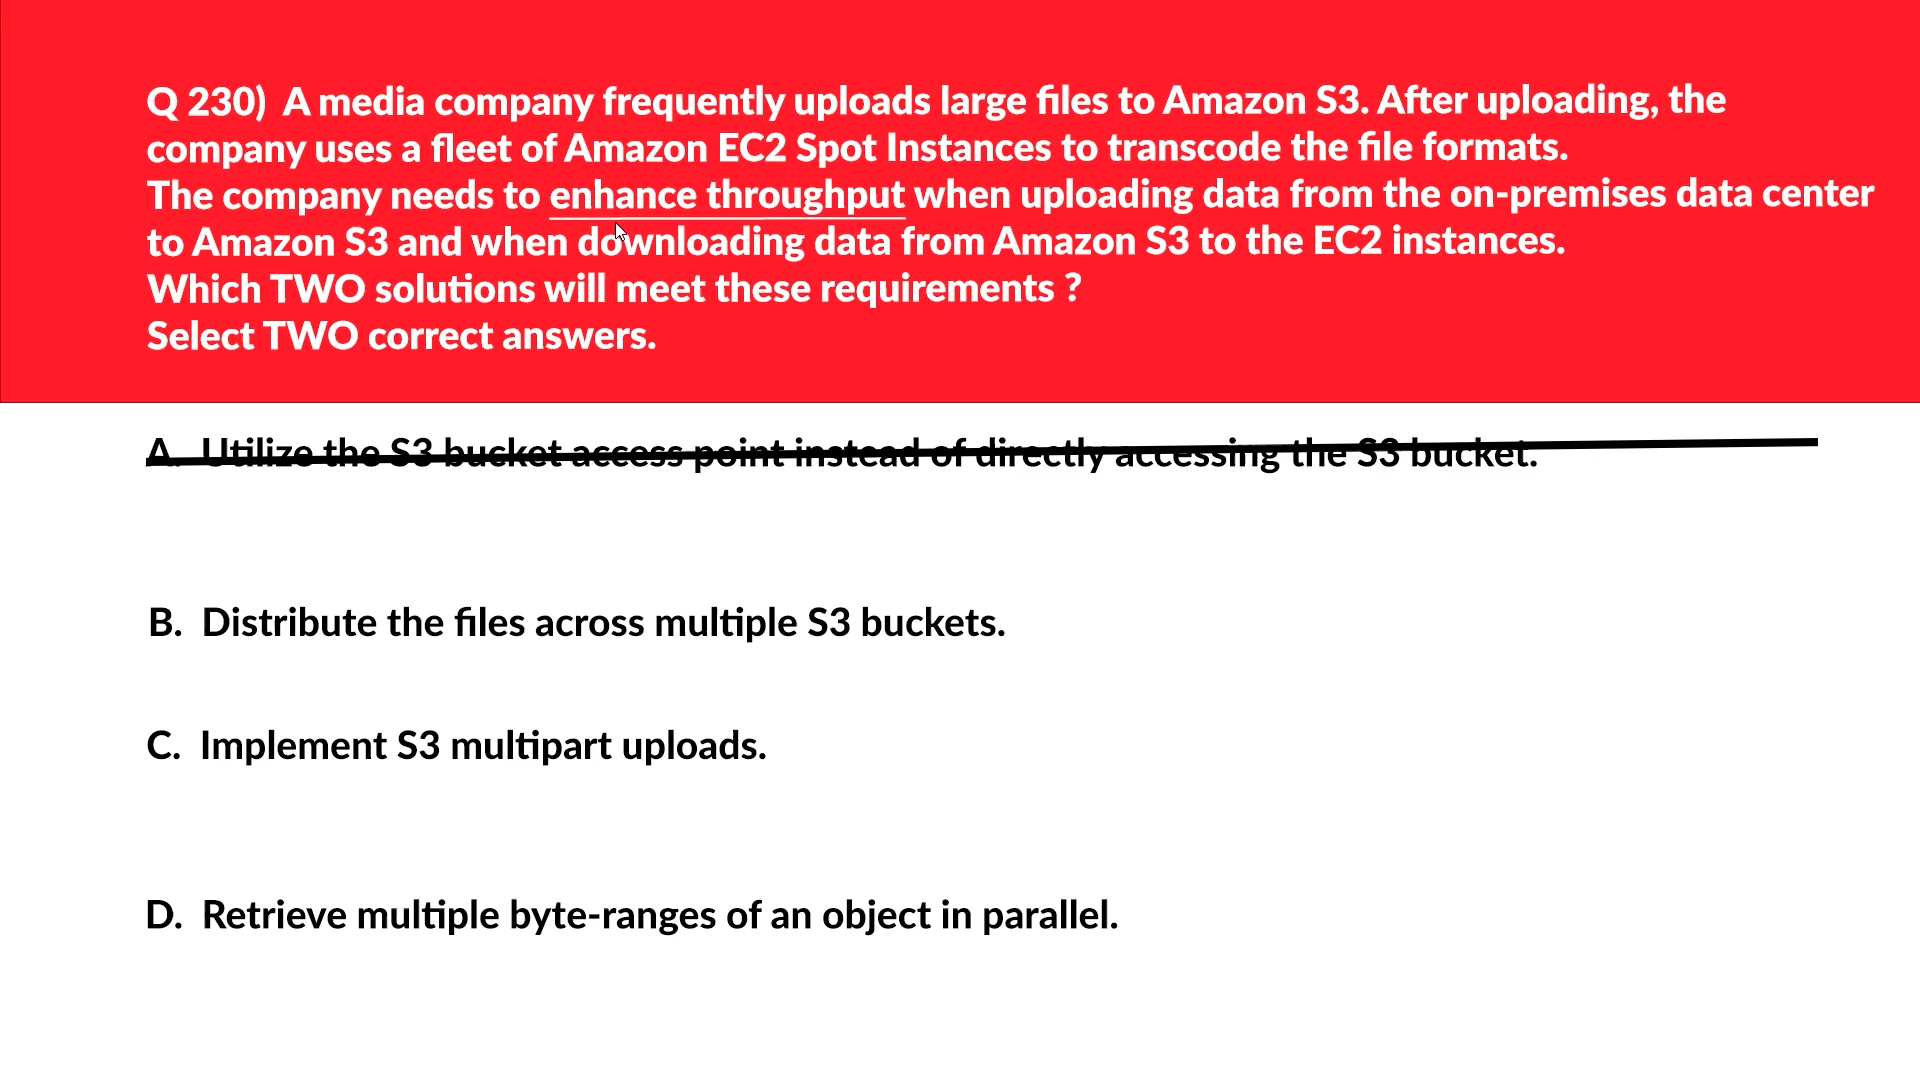 Q 230) A media company frequently uploads large files to Amazon S3. After uploading, the
company uses a fleet of Amazon EC2 Spot Instances to transcode the file formats.
The company needs to enhance throughput when uploading data from the on-premises data center
to Amazon S3 and when downloading data from Amazon S3 to the EC2 instances.
Which TWO solutions will meet these requirements ?
Select TWO correct answers.
A. Utilize the S3 bucket access point instead of directly accessing the S3 bucket.
B. Distribute the files across multiple S3 buckets.
C. Implement S3 multipart uploads.
D. Retrieve multiple byte-ranges of an object in parallel.